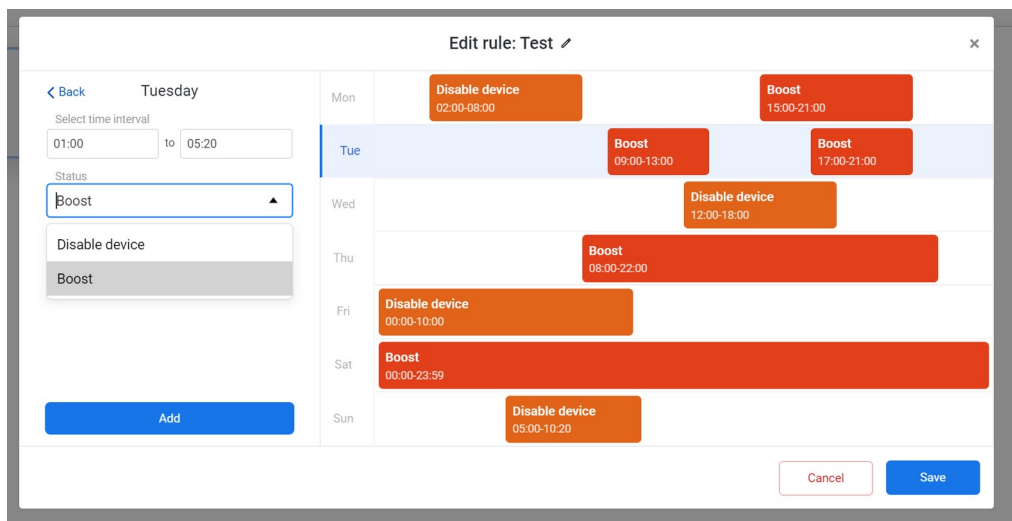 Edit rule: Test
×
Back
Tuesday
Select time interval
01:00 to 05:20
Status
Boost
Disable device
Boost
Add
Mon
Disable device
02:00-08:00
Boost
15:00-21:00
Tue
Boost
09:00-13:00
Boost
17:00-21:00
Wed
Disable device
12:00-18:00
Thu
Boost
08:00-22:00
Fri
Disable device
00:00-10:00
Sat
Boost
00:00-23:59
Sun
Disable device
05:00-10:20
Cancel
Save